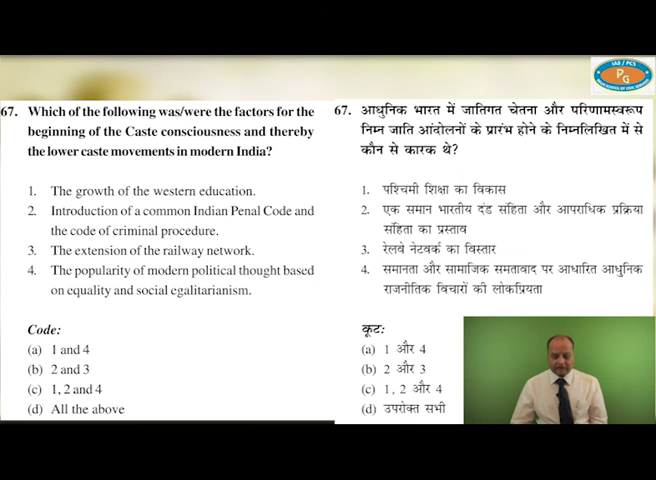 IAS / PCS
PG
67. Which of the following was/were the factors for the
beginning of the Caste consciousness and thereby
the lower caste movements in modern India?
1. The growth of the western education.
2. Introduction of a common Indian Penal Code and
the code of criminal procedure.
3. The extension of the railway network.
4. The popularity of modern political thought based
on equality and social egalitarianism.
Code:
(a) 1 and 4
(b) 2 and 3
(c) 1, 2 and 4
(d) All the above
67. आधुनिक भारत में जातिगत चेतना और परिणामस्वरूप
निम्न जाति आंदोलनों के प्रारंभ होने के निम्नलिखित में से
कौन से कारक थे?
1. पश्चिमी शिक्षा का विकास
2. एक समान भारतीय दंड संहिता और आपराधिक प्रक्रिया
संहिता का प्रस्ताव
3. रेलवे नेटवर्क का विस्तार
4. समानता और सामाजिक समतावाद पर आधारित आधुनिक
राजनीतिक विचारों की लोकप्रियता
कूट:
(a) 1 और 4
(b) 2 और 3
(c) 1, 2 और 4
(d) उपरोक्त सभी